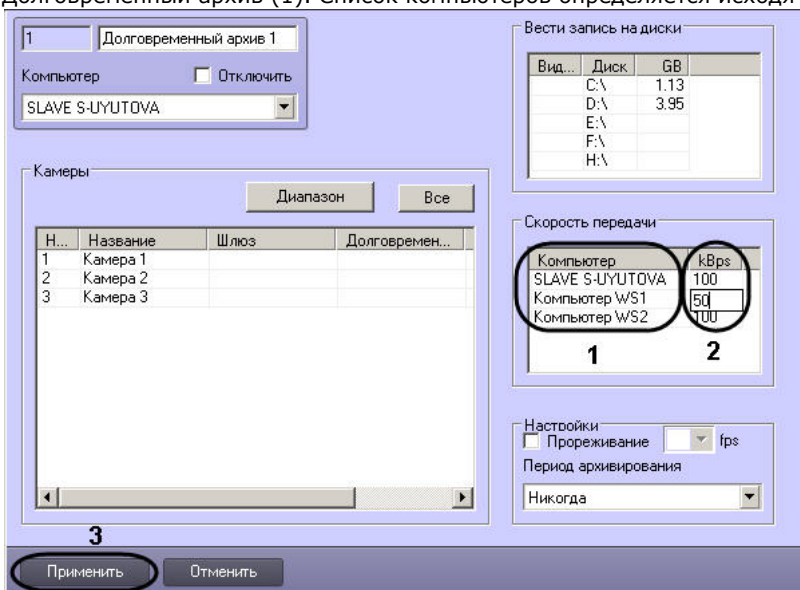 долговременный архив (1). Список компьютеров определяется исходя
1 Долговременный архив 1
Компьютер Отключить
SLAVE S-UYUTOVA
Камеры
Диапазон Все
Н... Название Шлюз Долговремен...
1 Камера 1
2 Камера 2
3 Камера 3
Вести запись на диски
Вид... Диск GB
C:\ 1.13
D:\ 3.95
E:\
F:\
H:\
Скорость передачи
Компьютер kBps
SLAVE S-UYUTOVA 100
Компьютер WS1 50
Компьютер WS2 100
1 2
Настройки
Прореживание fps
Период архивирования
Никогда
3
Применить Отменить